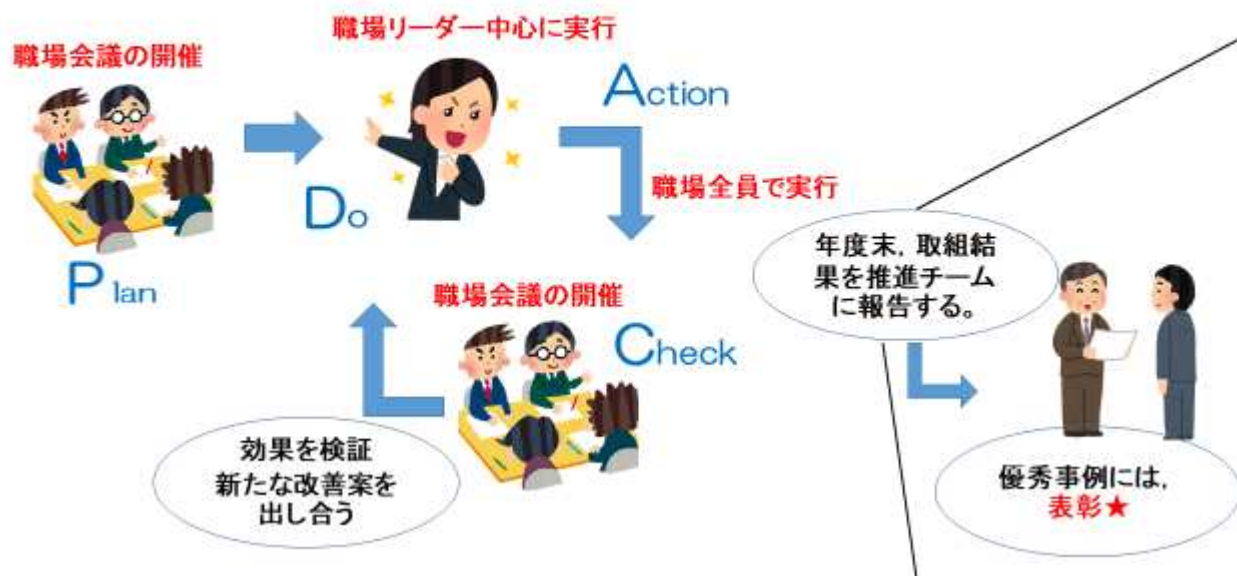 職場会議の開催
Plan
職場リーダー中心に実行
Do
Action
職場全員で実行
職場会議の開催
Check
効果を検証
新たな改善案を
出し合う
年度末，取組結
果を推進チーム
に報告する。
優秀事例には，
表彰★